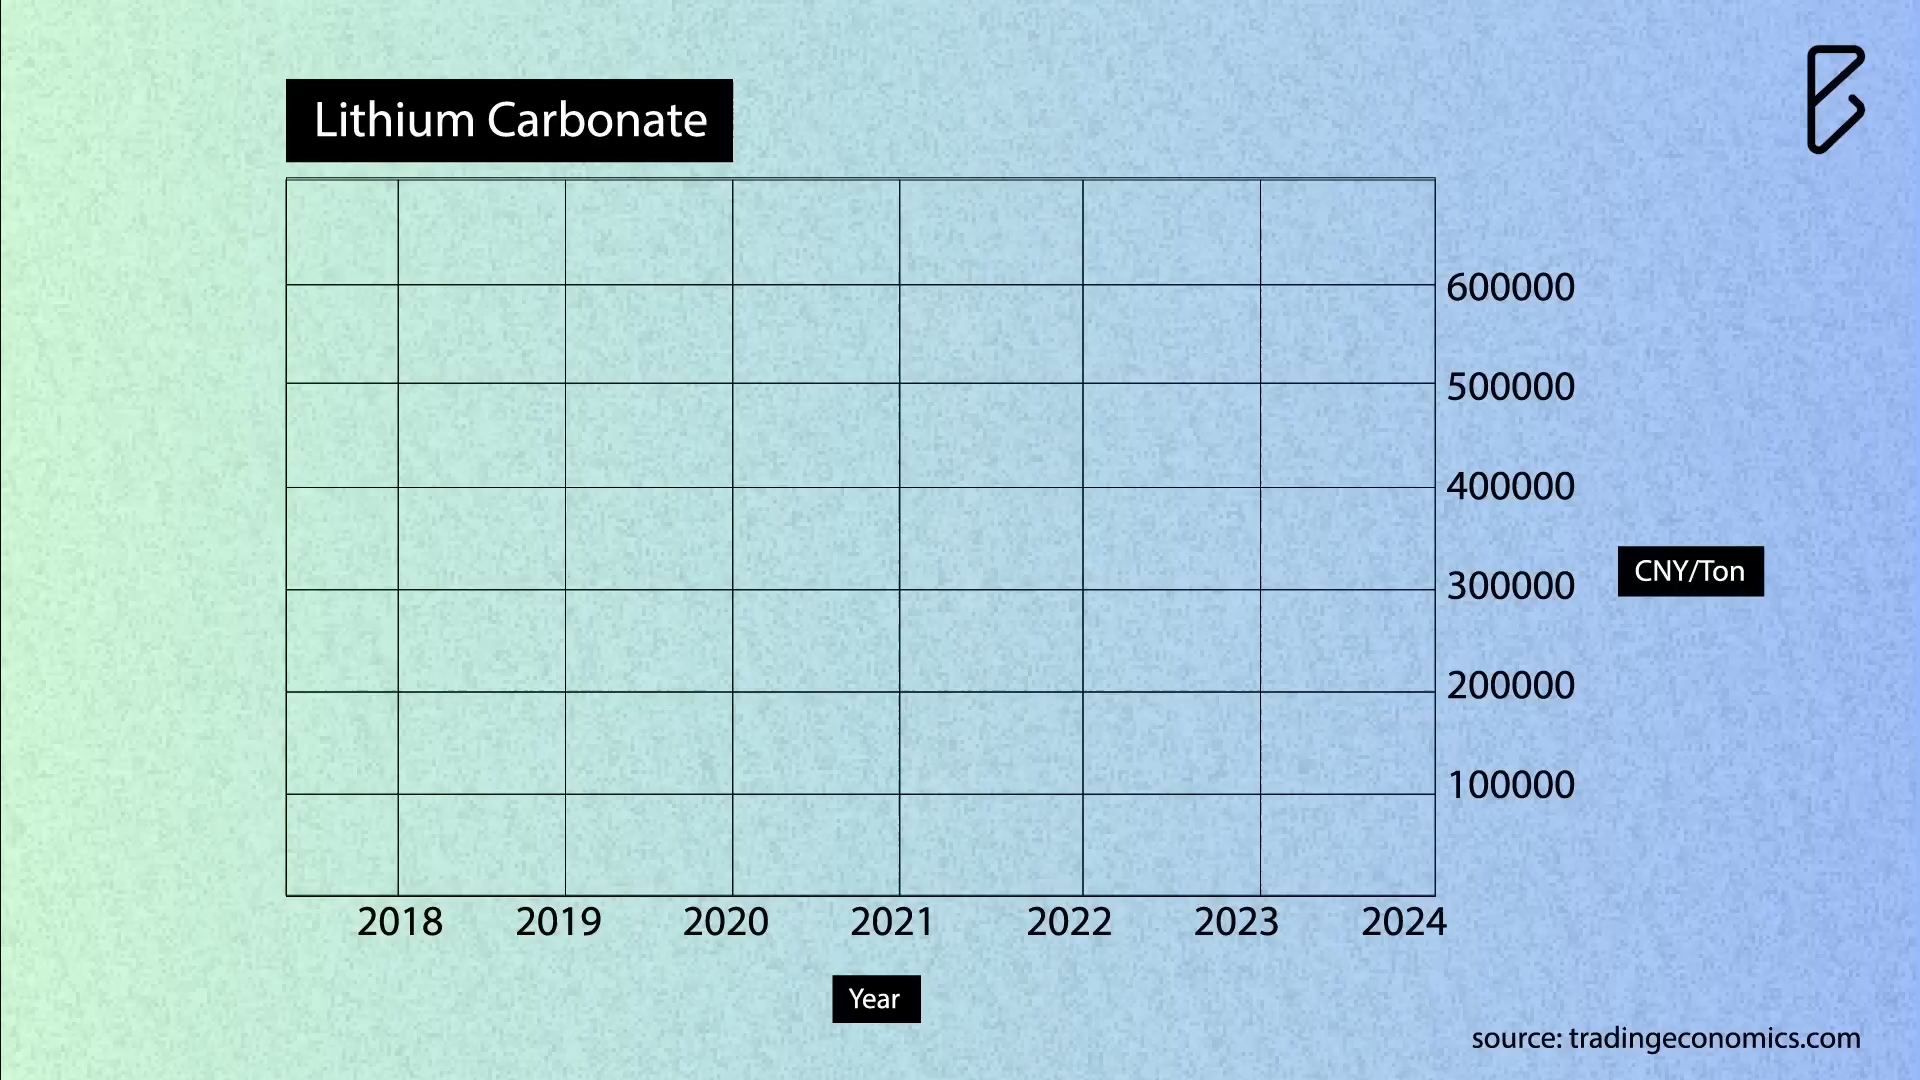 Lithium Carbonate
600000
500000
400000
300000
200000
100000
CNY/Ton
2018 2019 2020 2021 2022 2023 2024
Year
source: tradingeconomics.com